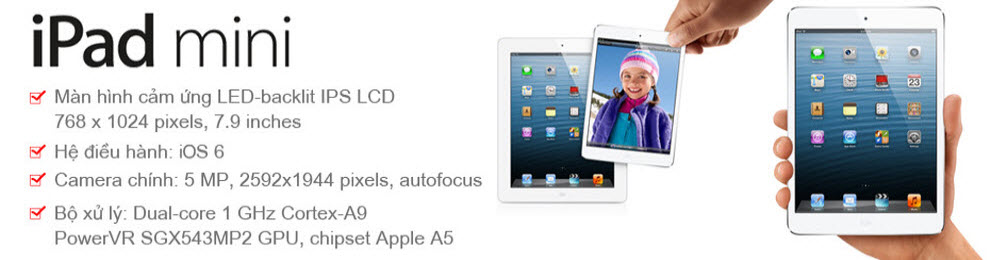 iPad mini
Màn hình cảm ứng LED-backlit IPS LCD
768 x 1024 pixels, 7.9 inches
Hệ điều hành: iOS 6
Camera chính: 5 MP, 2592x1944 pixels, autofocus
Bộ xử lý: Dual-core 1 GHz Cortex-A9
PowerVR SGX543MP2 GPU, chipset Apple A5
23